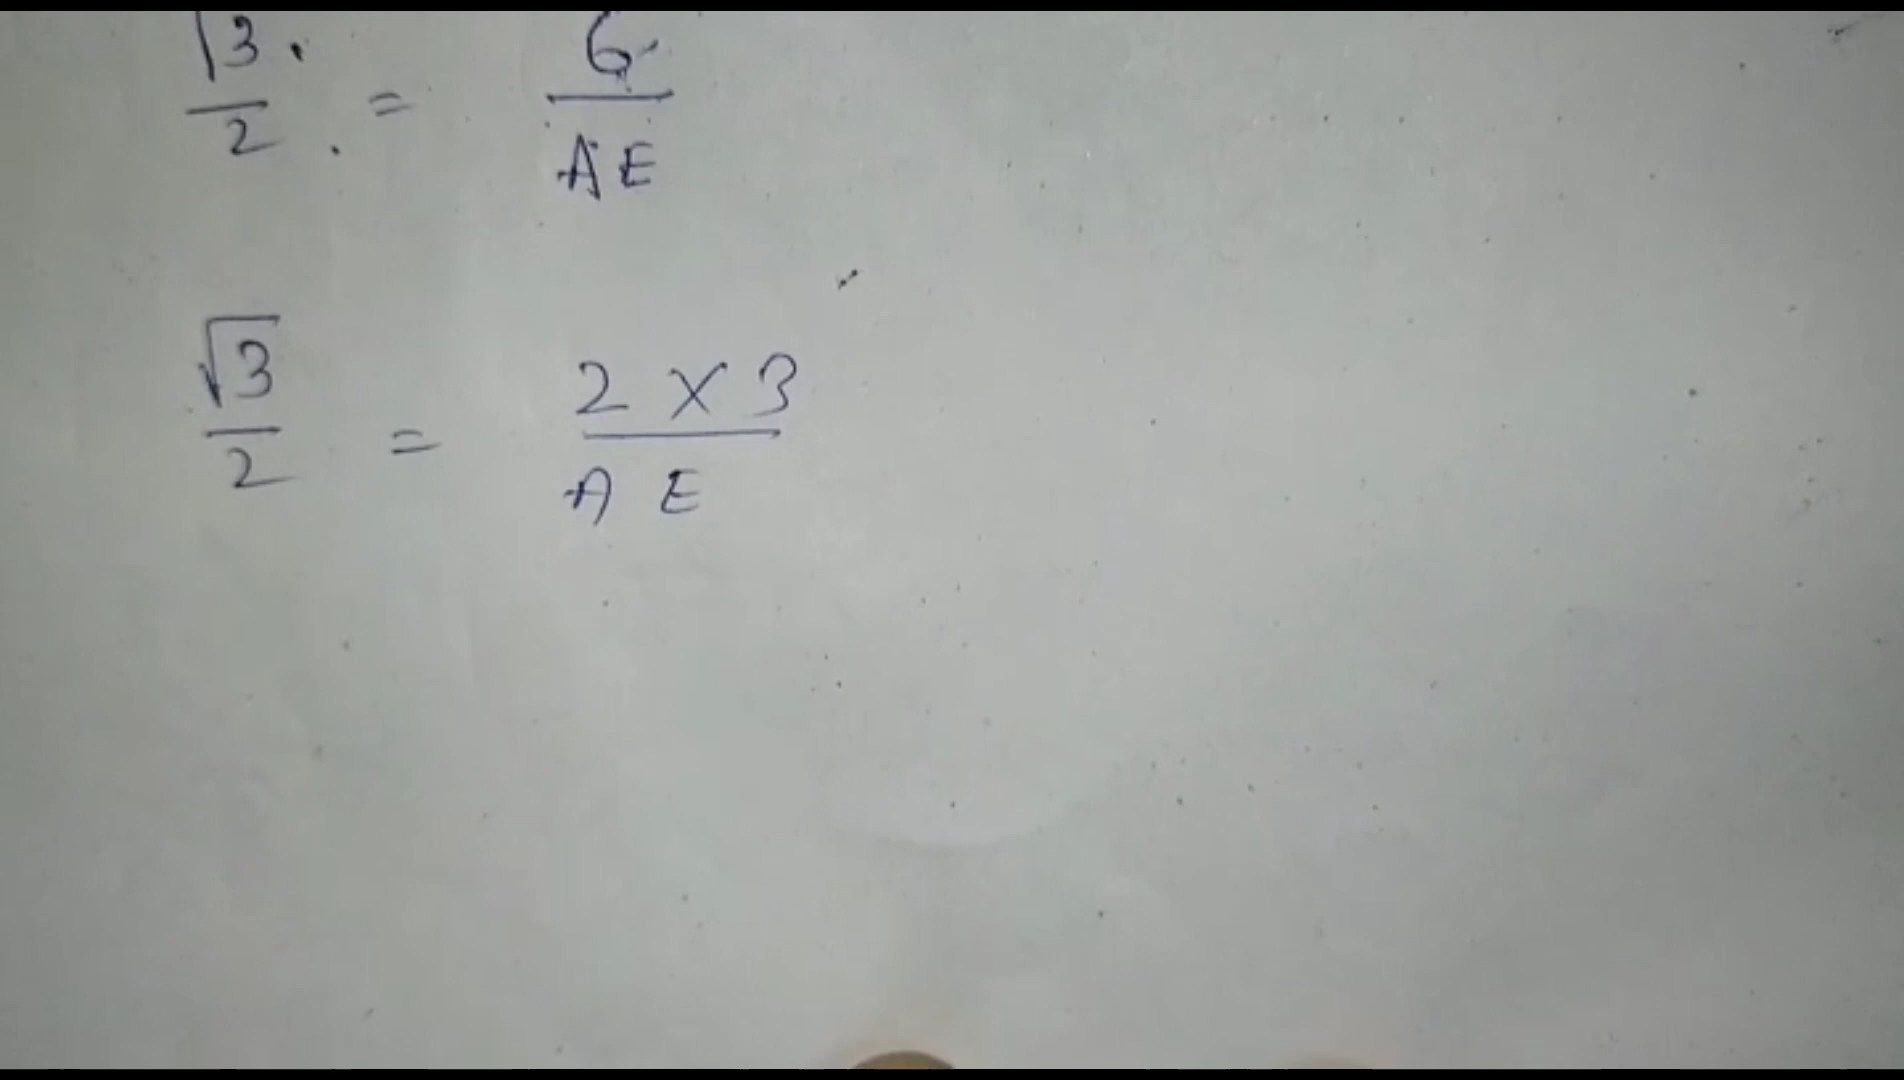 √3/2 = 6/AE
√3/2 = 2 × 3/AE